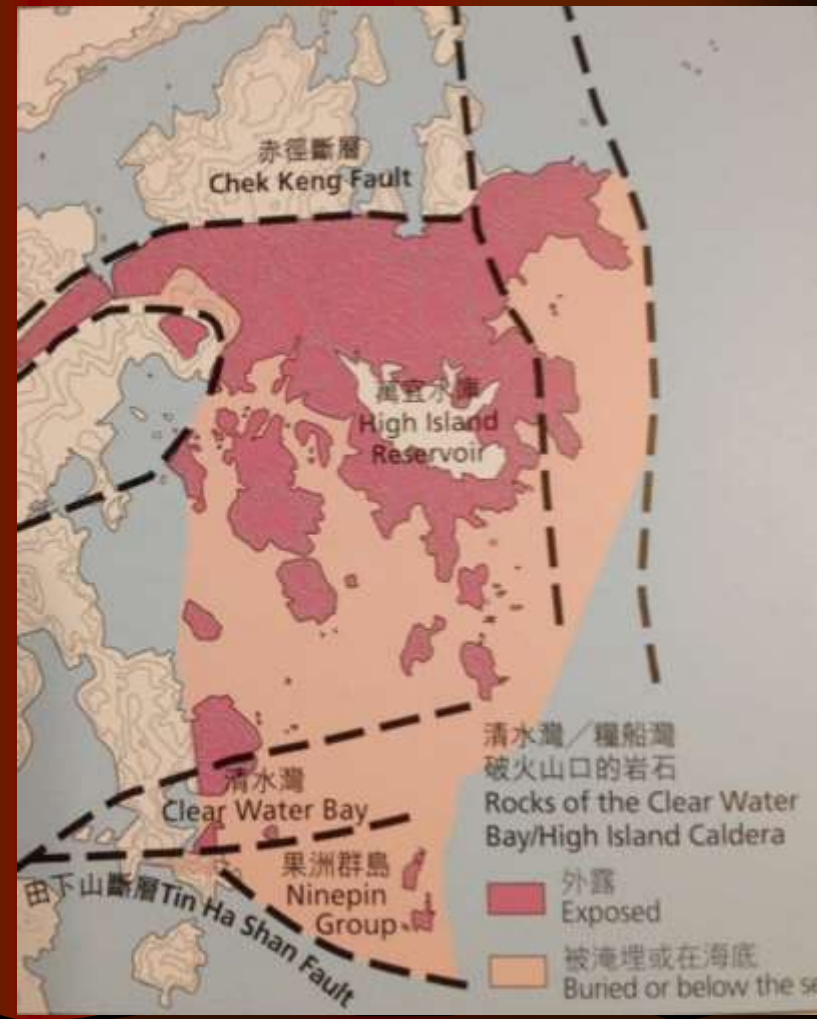 赤徑斷層
Chek Keng Fault
萬宜水庫
High Island
Reservoir
清水灣／糧船灣
破火山口的岩石
Rocks of the Clear Water
Bay/High Island Caldera
清水灣
Clear Water Bay
果洲群島
Ninepin
Group
田下山斷層 Tin Ha Shan Fault
外露
Exposed
被淹埋或在海底
Buried or below the se